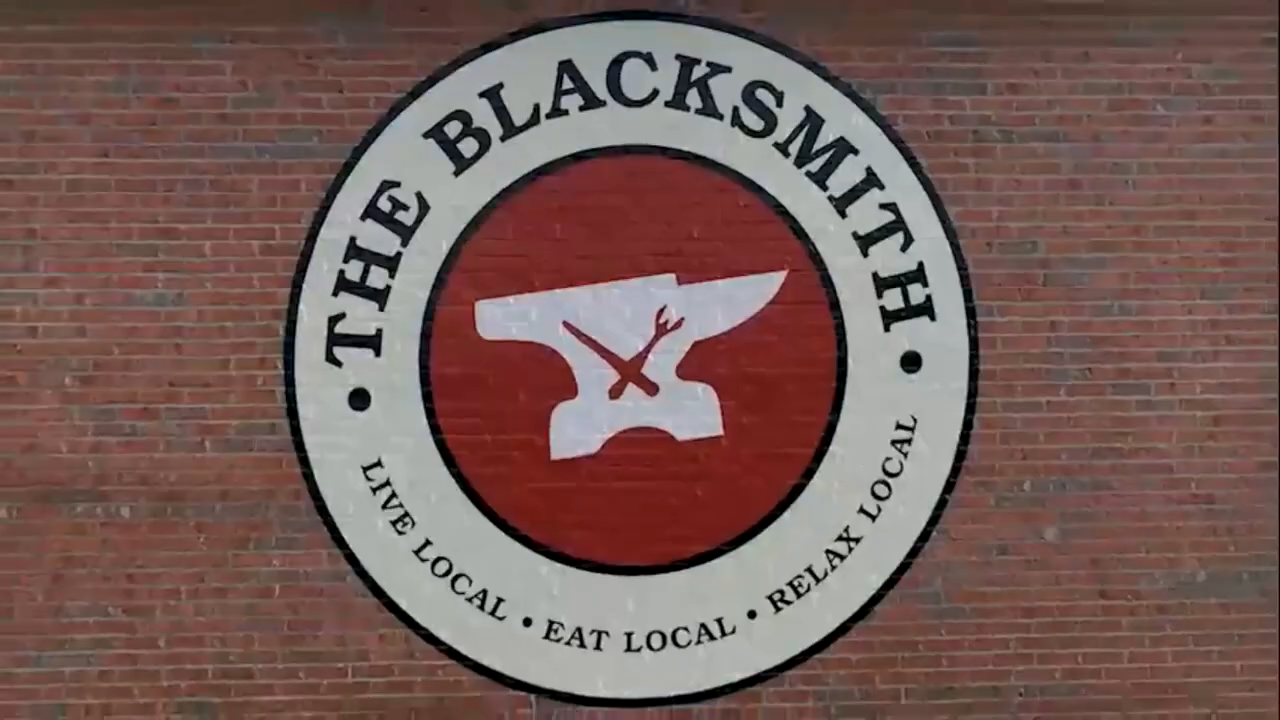 • THE BLACKSMITH •
LIVE LOCAL • EAT LOCAL • RELAX LOCAL